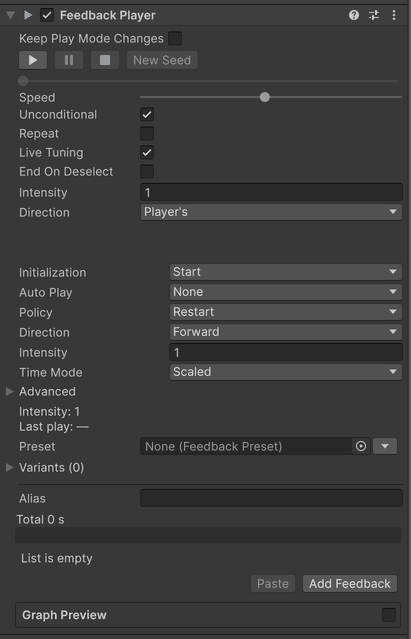 Feedback Player
Keep Play Mode Changes
New Seed
Speed
Unconditional
Repeat
Live Tuning
End On Deselect
Intensity 1
Direction Player's
Initialization Start
Auto Play None
Policy Restart
Direction Forward
Intensity 1
Time Mode Scaled
Advanced
Intensity: 1
Last play: —
Preset None (Feedback Preset)
Variants (0)
Alias
Total 0 s
List is empty
Paste Add Feedback
Graph Preview